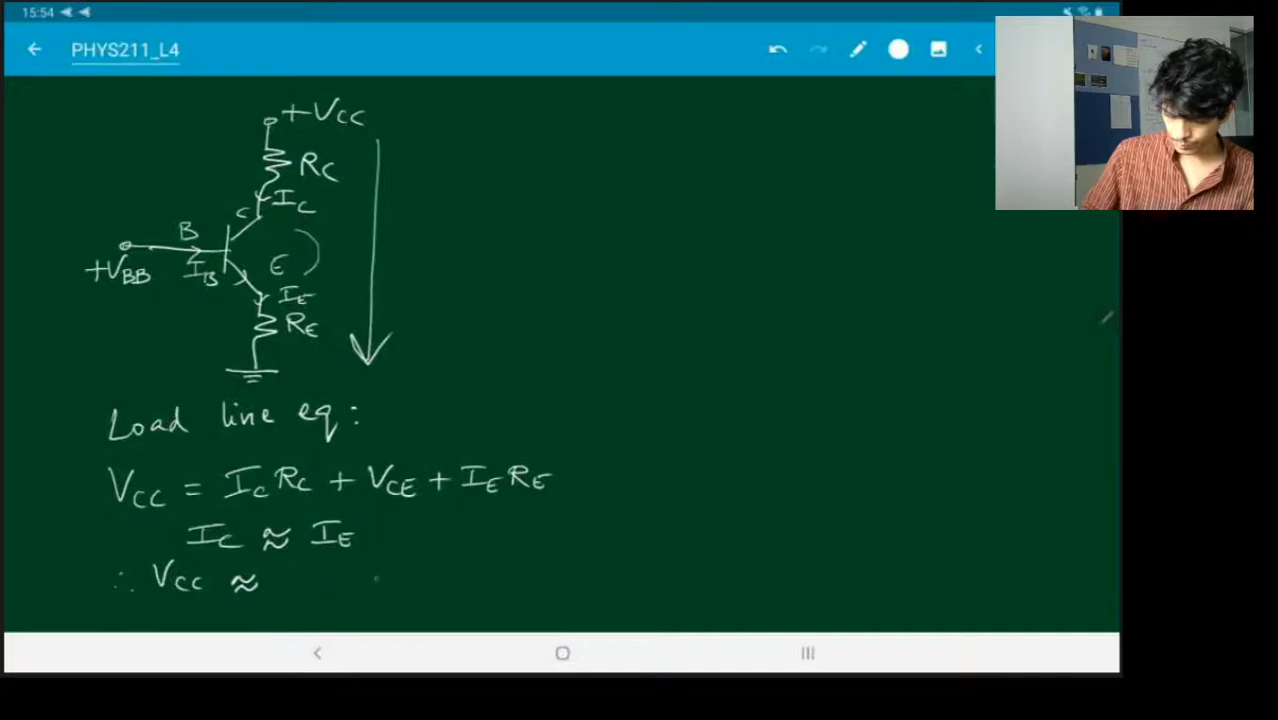 15:54
PHYS211_L4
+VCC
RC
IC
C
B
+VBB
IB
E
IE
RE
Load line eq:
VCC = ICRC + VCE + IERE
IC ≈ IE
∴ VCC ≈